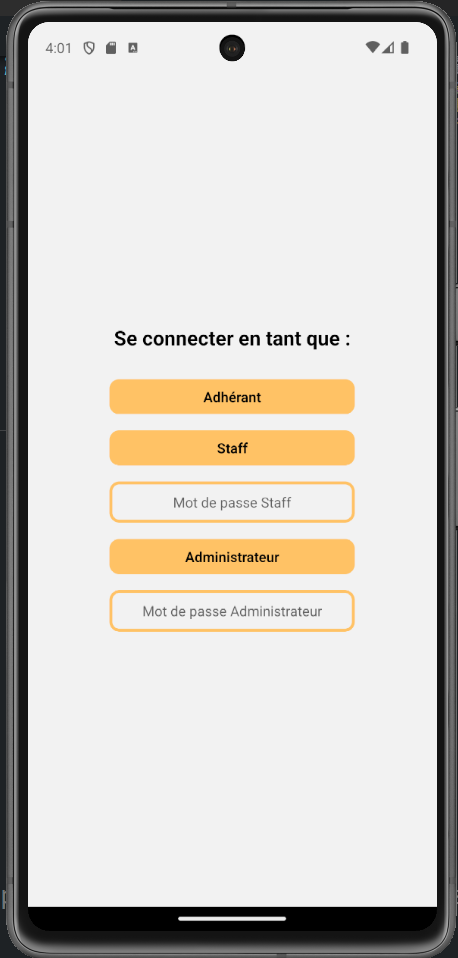 4:01
Se connecter en tant que :
Adhérant
Staff
Mot de passe Staff
Administrateur
Mot de passe Administrateur